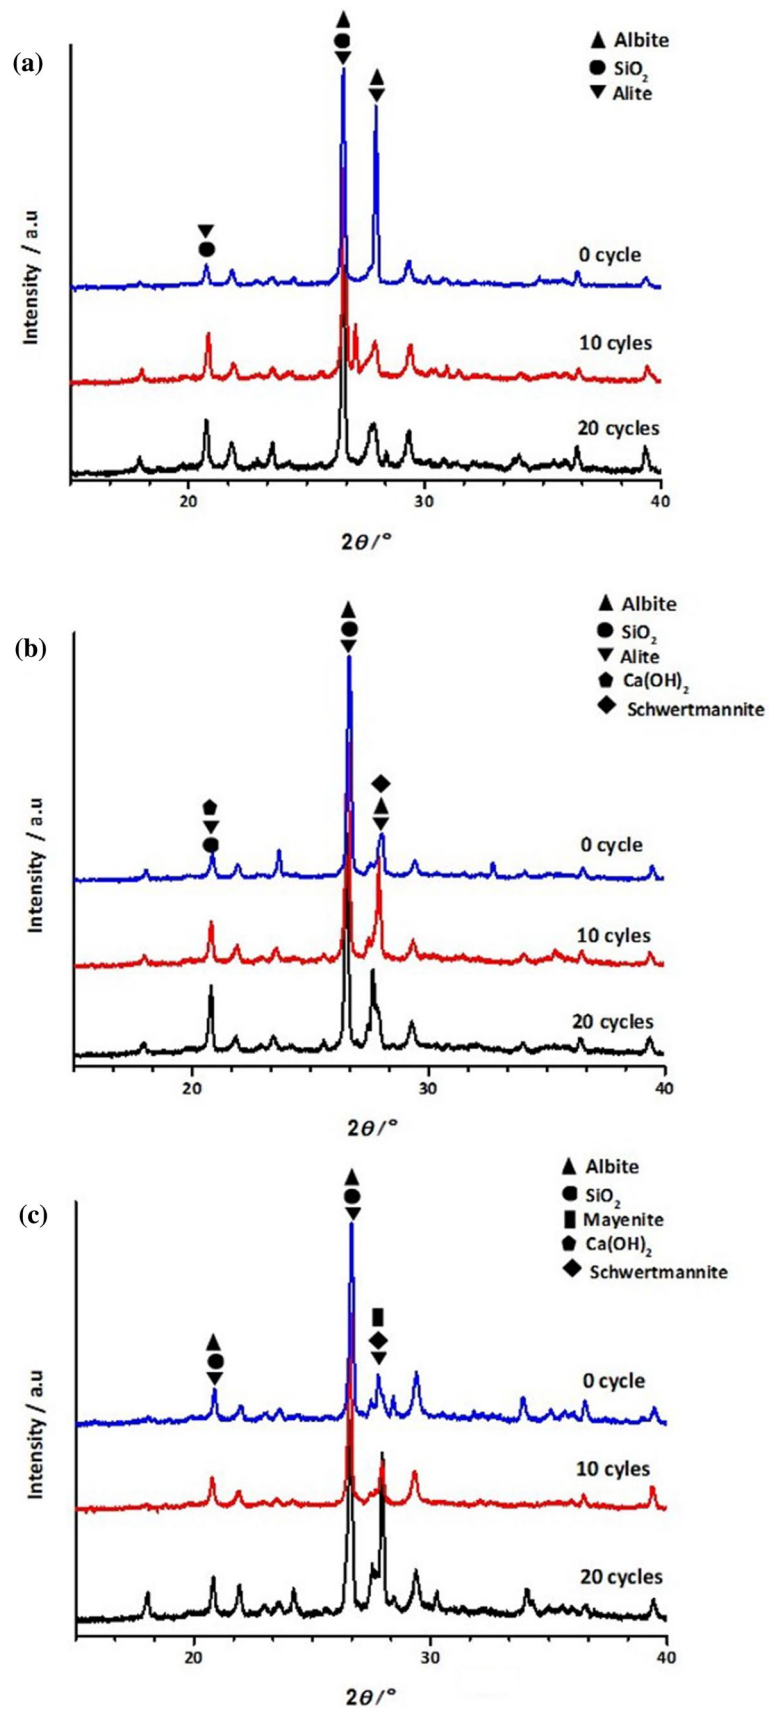 (a)
Albite
SiO₂
Alite
Intensity / a.u
0 cycle
10 cyles
20 cycles
20 30 40
2θ/°
(b)
Albite
SiO₂
Alite
Ca(OH)₂
Schwertmannite
Intensity / a.u
0 cycle
10 cyles
20 cycles
20 30 40
2θ/°
(c)
Albite
SiO₂
Mayenite
Ca(OH)₂
Schwertmannite
Intensity / a.u
0 cycle
10 cyles
20 cycles
20 30 40
2θ/°